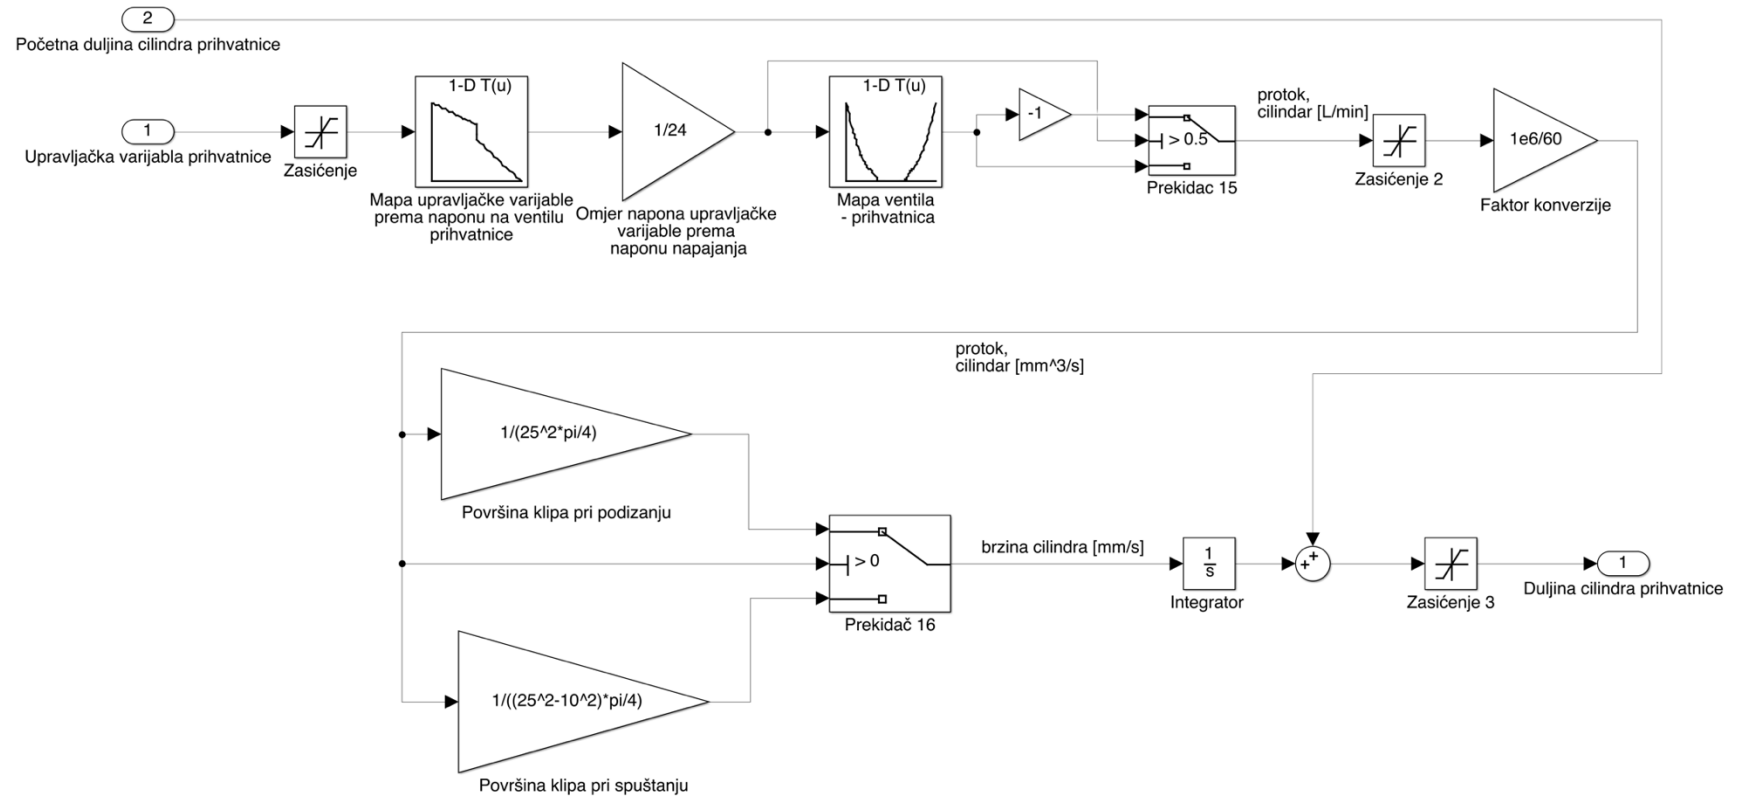 2
Početna duljina cilindra prihvatnice
1
Upravljačka varijabla prihvatnice
Zasićenje
1-D T(u)
Mapa upravljačke varijable
prema naponu na ventilu
prihvatnice
1/24
Omjer napona upravljačke
varijable prema
naponu napajanja
1-D T(u)
Mapa ventila
- prihvatnica
-1
> 0.5
Prekidac 15
protok,
cilindar [L/min]
Zasićenje 2
1e6/60
Faktor konverzije
protok,
cilindar [mm^3/s]
1/(25^2*pi/4)
Površina klipa pri podizanju
1/((25^2-10^2)*pi/4)
Površina klipa pri spuštanju
> 0
Prekidač 16
brzina cilindra [mm/s]
1
s
Integrator
+
+
Zasićenje 3
1
Duljina cilindra prihvatnice